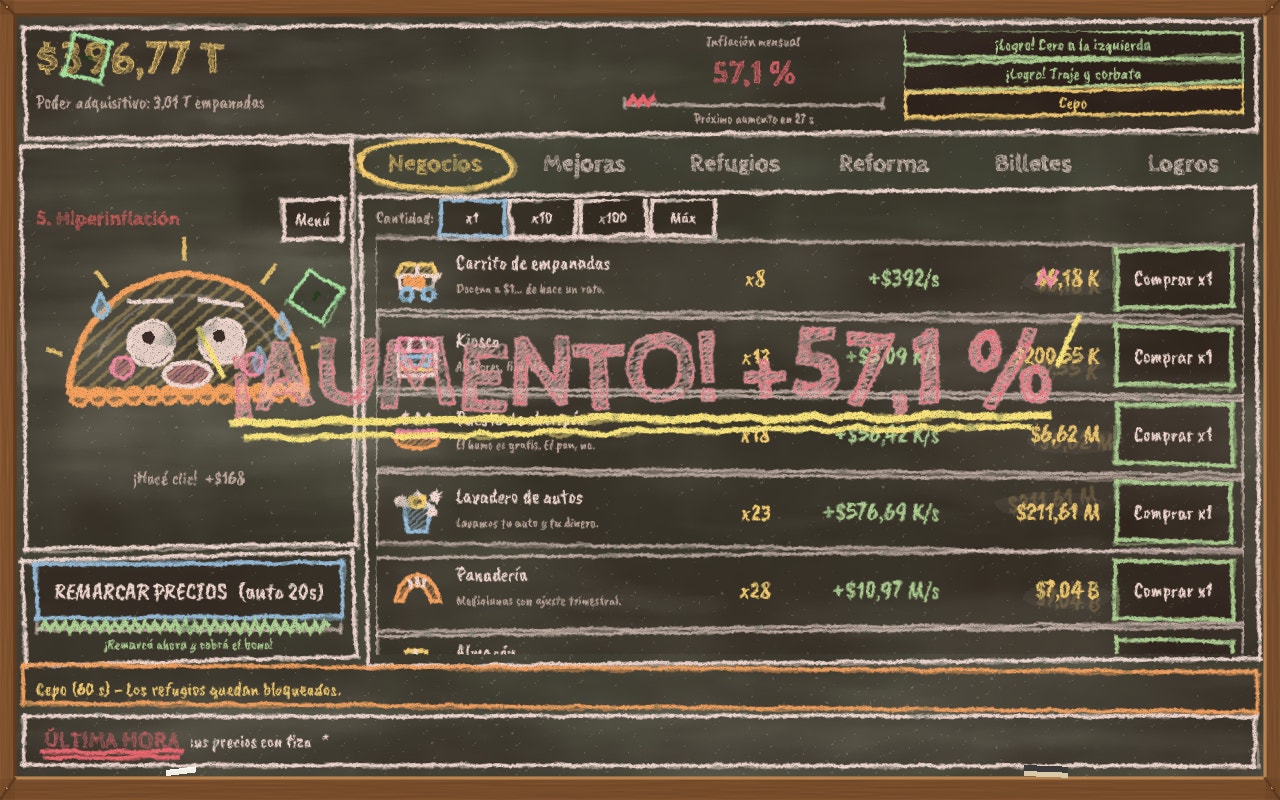 $396,77 T
Poder adquisitivo: 3,01 T empanadas
Inflación mensual
57,1 %
Próximo aumento en 27 s
¡Logro! Cero a la izquierda
¡Logro! Traje y corbata
Cepo
5. Hiperinflación
Menú
¡Hacé clic! +$168
REMARCAR PRECIOS (auto 20s)
¡Remarcá ahora y cobrá el bono!
Negocios
Mejoras
Refugios
Reforma
Billetes
Logros
Cantidad:
x1
x10
x100
Máx
Carrito de empanadas
Docena a $1... de hace un rato.
x8
+$392/s
,18 K
Comprar x1
Kiosco
¡AUMENTO! +57,1 %
Comprar x1
El humo es gratis. El pan, no.
x18
$6,62 M
Comprar x1
Lavadero de autos
Lavamos tu auto y tu dinero.
x23
+$576,69 K/s
$211,61 M
Comprar x1
Panadería
Medialunas con ajuste trimestral.
x28
+$10,97 M/s
$7,04 B
Comprar x1
Almacén
Cepo (60 s) – Los refugios quedan bloqueados.
ÚLTIMA HORA
sus precios con tiza *